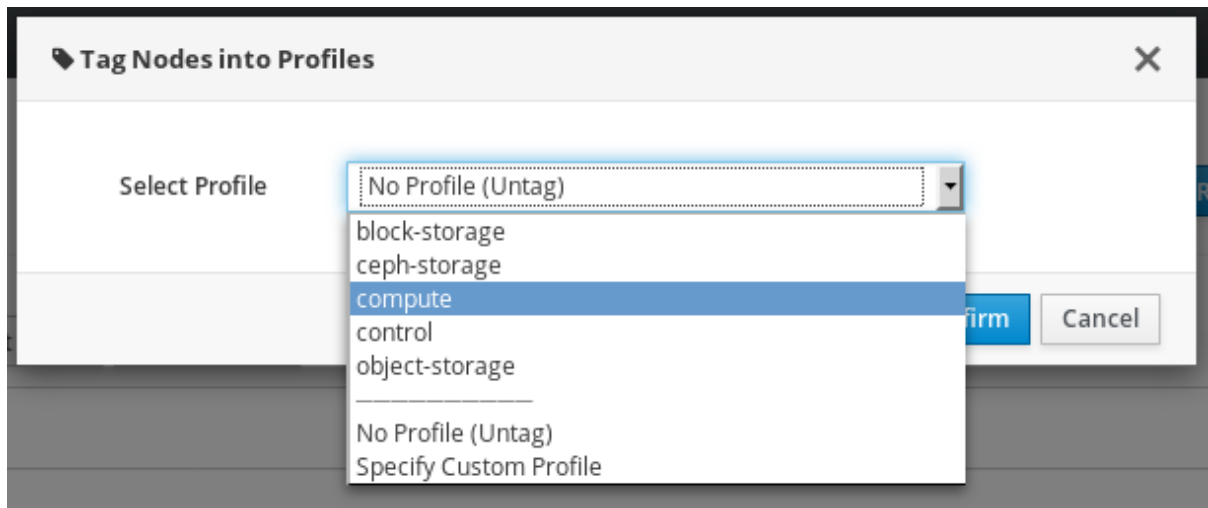 Tag Nodes into Profiles
Select Profile
No Profile (Untag)
block-storage
ceph-storage
compute
control
object-storage
──────────
No Profile (Untag)
Specify Custom Profile
Cancel